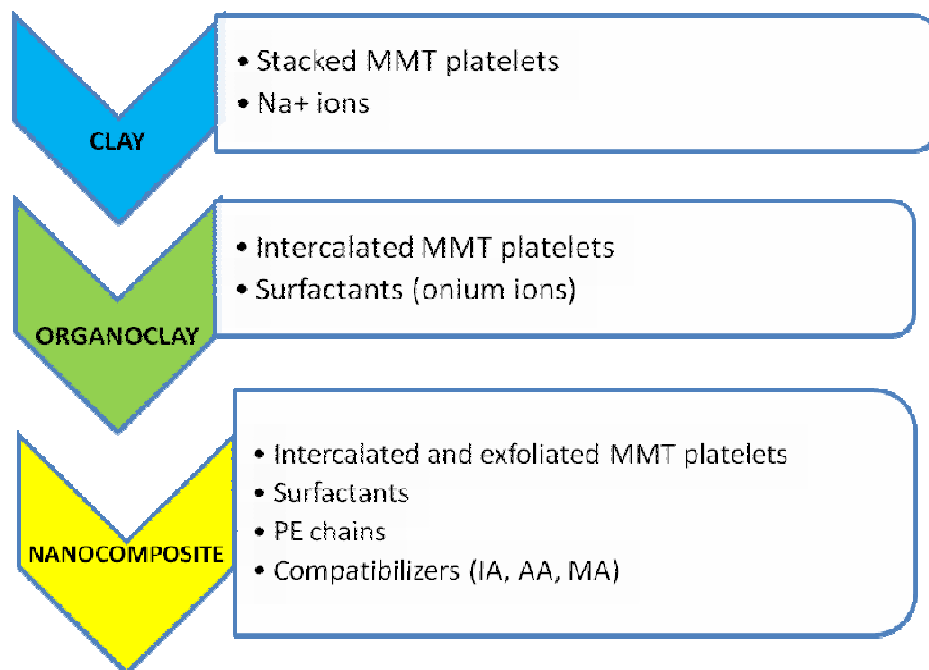 CLAY
• Stacked MMT platelets
• Na+ ions
ORGANOCLAY
• Intercalated MMT platelets
• Surfactants (onium ions)
NANOCOMPOSITE
• Intercalated and exfoliated MMT platelets
• Surfactants
• PE chains
• Compatibilizers (IA, AA, MA)